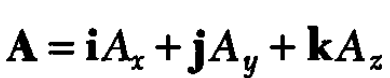 𝐀 = 𝐢A_x + 𝐣A_y + 𝐤A_z